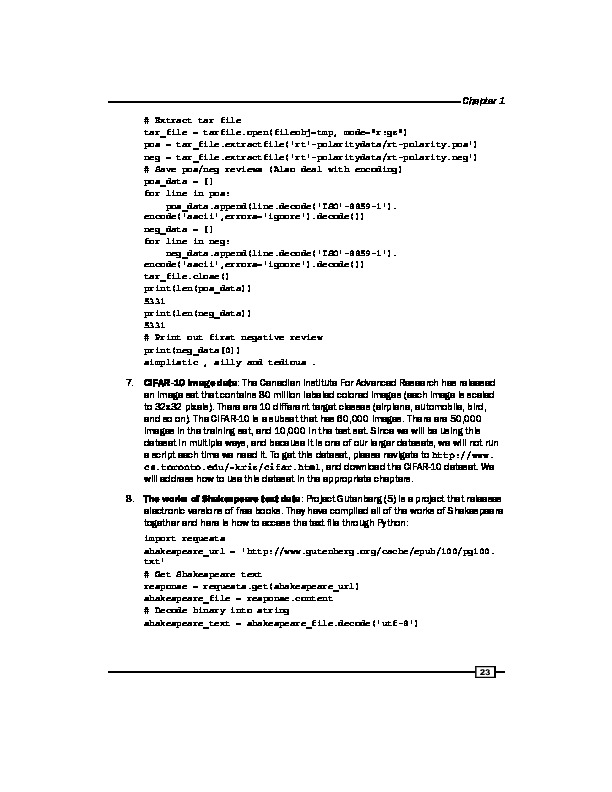 Chapter 1
# Extract tar file
tar_file = tarfile.open(fileobj=tmp, mode="r:gz")
pos = tar_file.extractfile('rt'-polaritydata/rt-polarity.pos')
neg = tar_file.extractfile('rt'-polaritydata/rt-polarity.neg')
# Save pos/neg reviews (Also deal with encoding)
pos_data = []
for line in pos:
pos_data.append(line.decode('ISO'-8859-1').
encode('ascii',errors='ignore').decode())
neg_data = []
for line in neg:
neg_data.append(line.decode('ISO'-8859-1').
encode('ascii',errors='ignore').decode())
tar_file.close()
print(len(pos_data))
5331
print(len(neg_data))
5331
# Print out first negative review
print(neg_data[0])
simplistic , silly and tedious .
7. CIFAR-10 image data: The Canadian Institute For Advanced Research has released
an image set that contains 80 million labeled colored images (each image is scaled
to 32x32 pixels). There are 10 different target classes (airplane, automobile, bird,
and so on). The CIFAR-10 is a subset that has 60,000 images. There are 50,000
images in the training set, and 10,000 in the test set. Since we will be using this
dataset in multiple ways, and because it is one of our larger datasets, we will not run
a script each time we need it. To get this dataset, please navigate to http://www.
cs.toronto.edu/~kriz/cifar.html, and download the CIFAR-10 dataset. We
will address how to use this dataset in the appropriate chapters.
8. The works of Shakespeare text data: Project Gutenberg (5) is a project that releases
electronic versions of free books. They have compiled all of the works of Shakespeare
together and here is how to access the text file through Python:
import requests
shakespeare_url = 'http://www.gutenberg.org/cache/epub/100/pg100.
txt'
# Get Shakespeare text
response = requests.get(shakespeare_url)
shakespeare_file = response.content
# Decode binary into string
shakespeare_text = shakespeare_file.decode('utf-8')
23